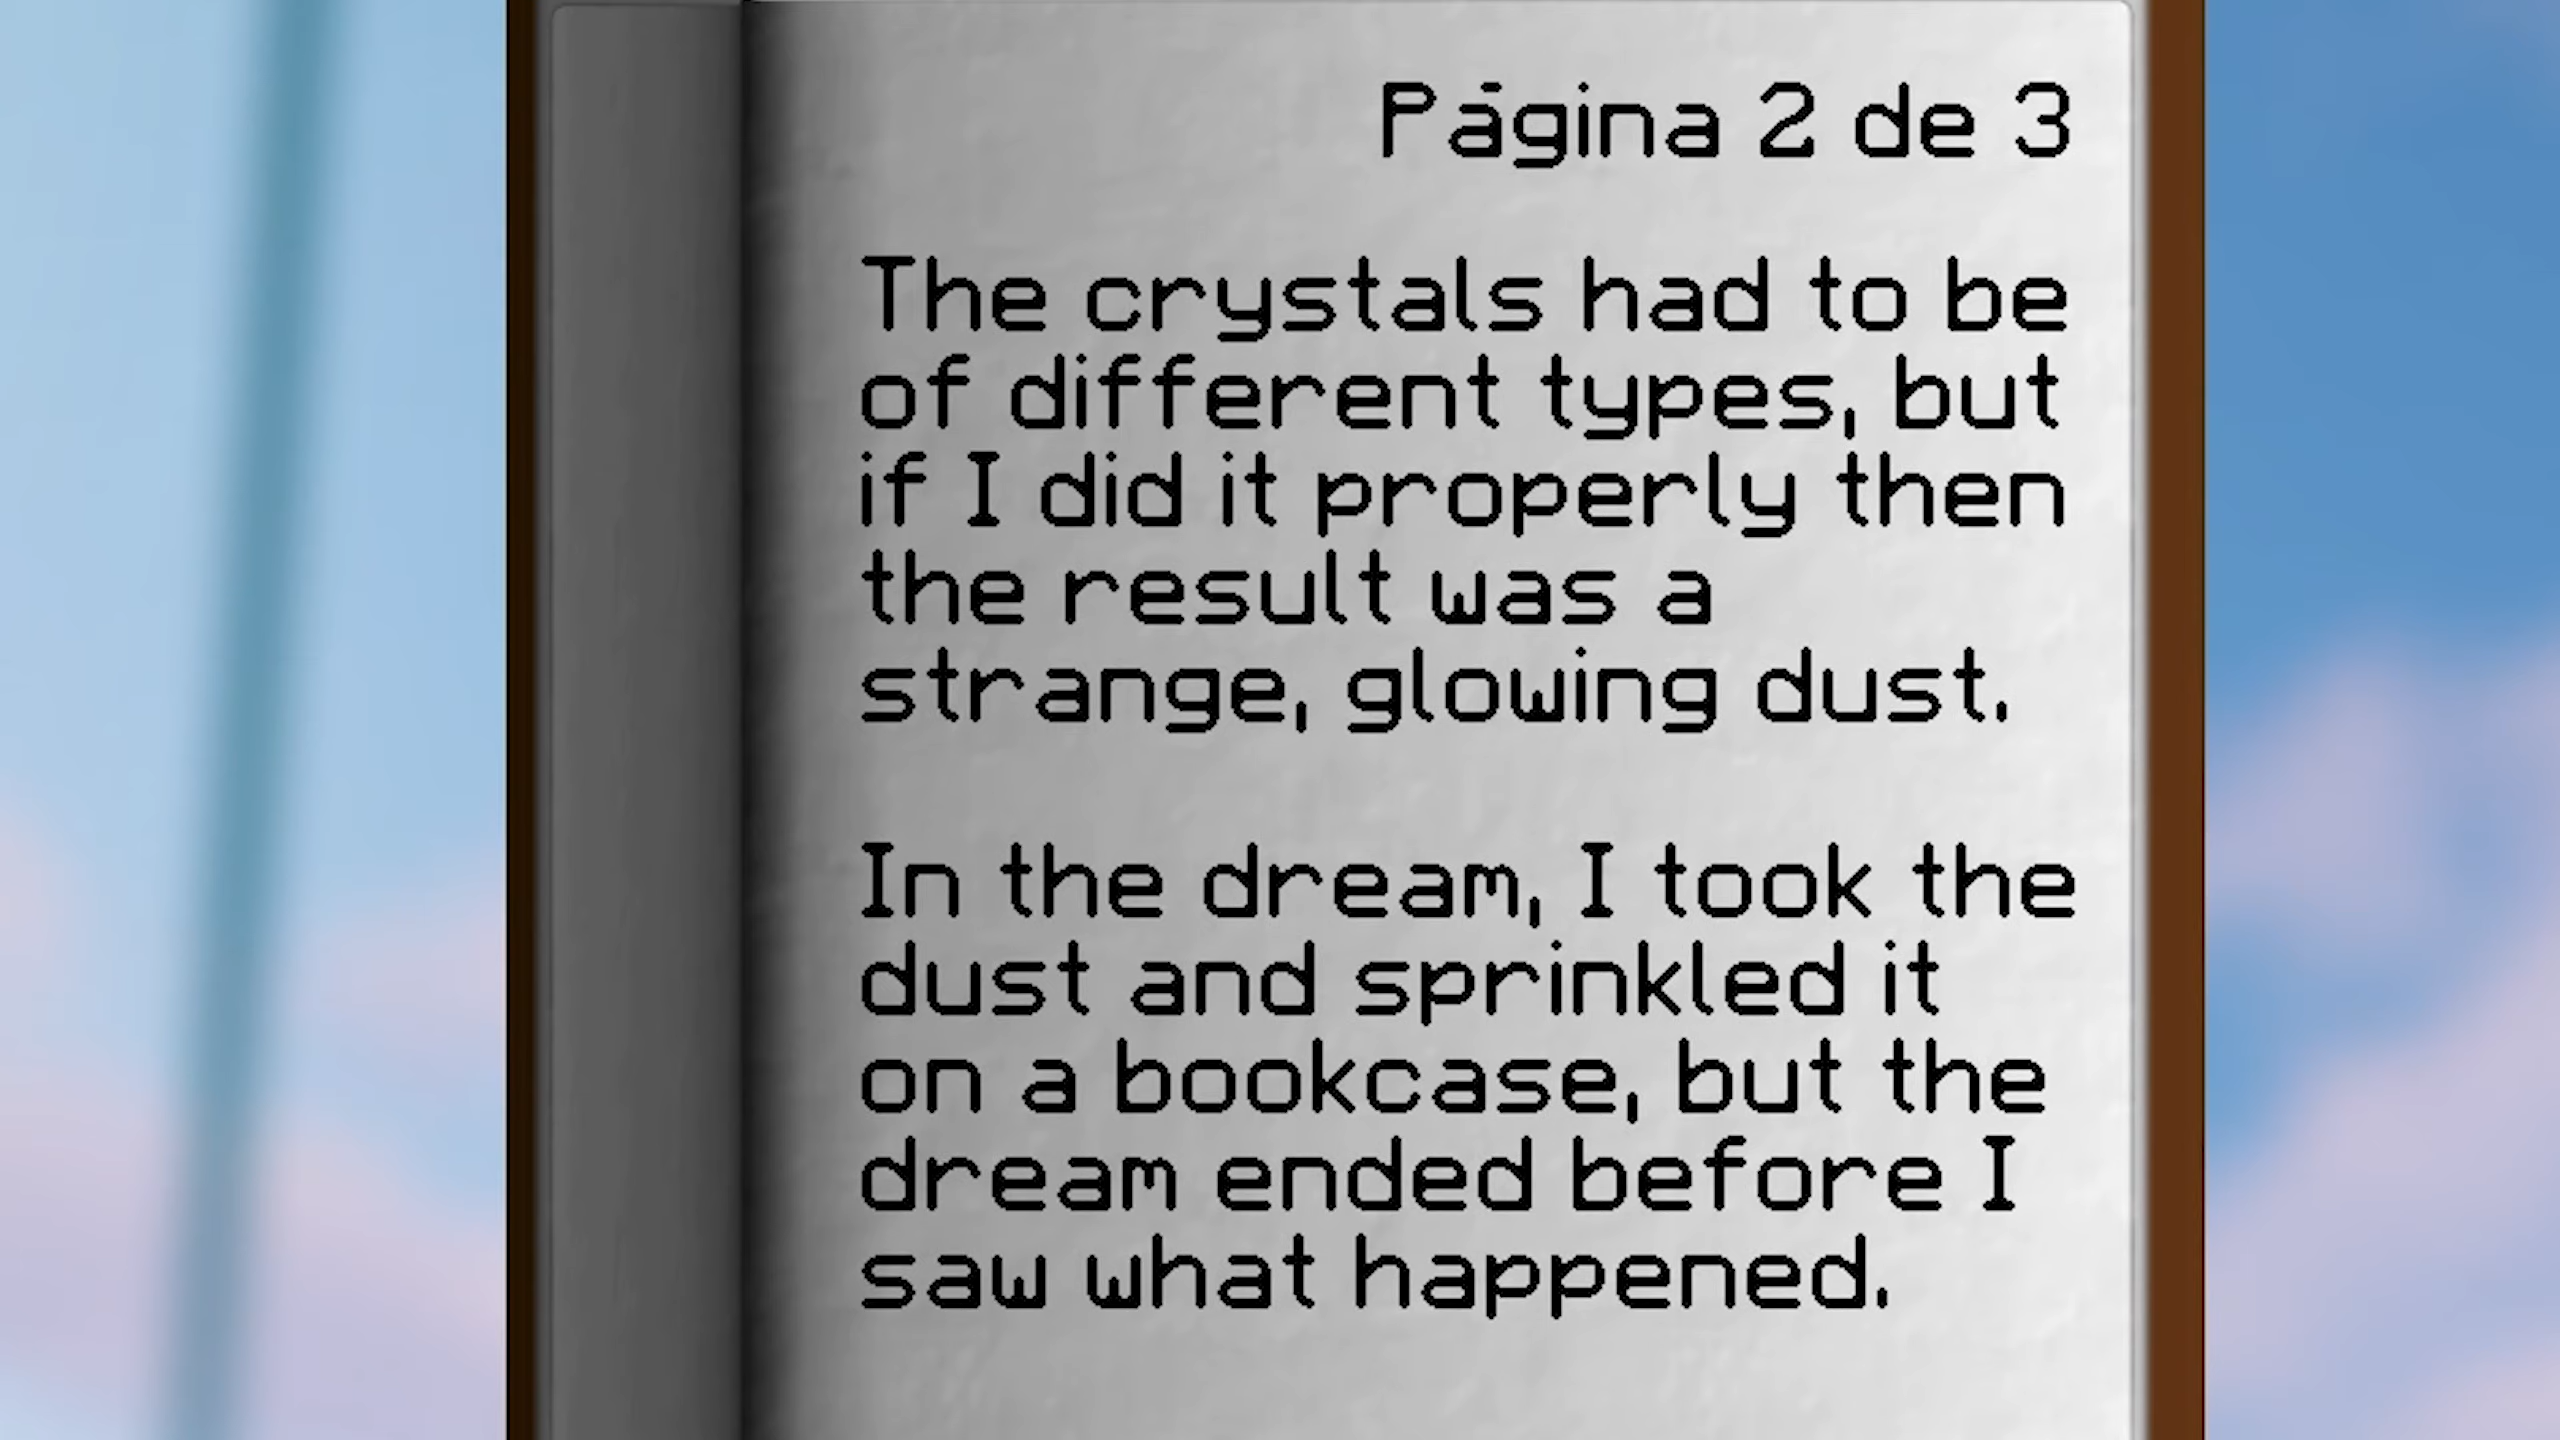 Página 2 de 3
The crystals had to be
of different types, but
if I did it properly then
the result was a
strange, glowing dust.
In the dream, I took the
dust and sprinkled it
on a bookcase, but the
dream ended before I
saw what happened.